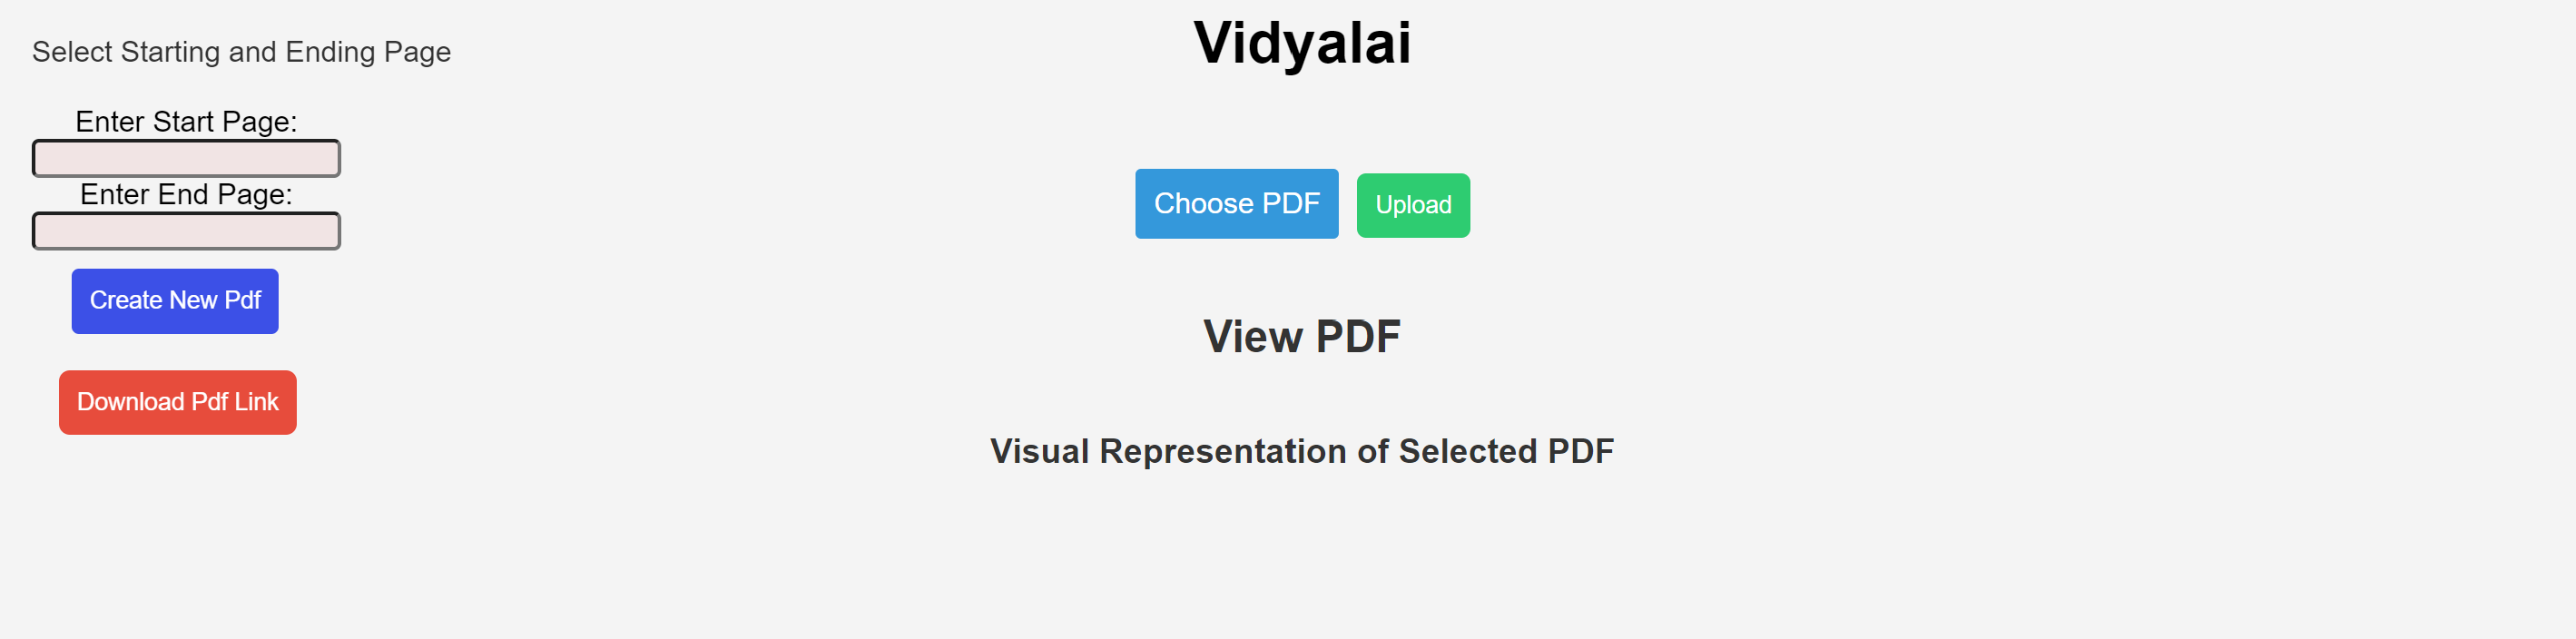 Vidyalai
Select Starting and Ending Page
Enter Start Page:
Enter End Page:
Create New Pdf
Download Pdf Link
Choose PDF
Upload
View PDF
Visual Representation of Selected PDF